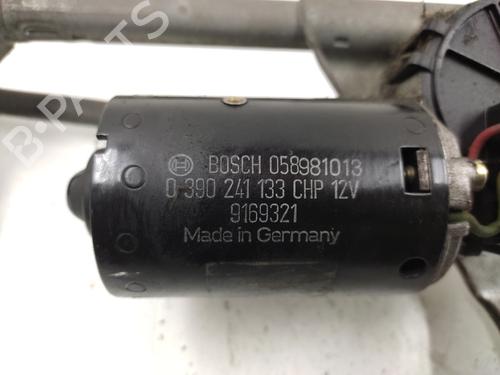 B-PARTS
BOSCH 058981013
0 390 241 133 CHP 12V
9169321
Made in Germany